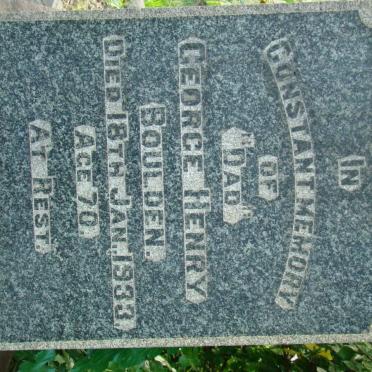 IN
CONSTANT MEMORY
OF
"DAD"
GEORGE HENRY
BOULDEN.
DIED 18TH JAN. 1933
AGE 70.
AT REST.